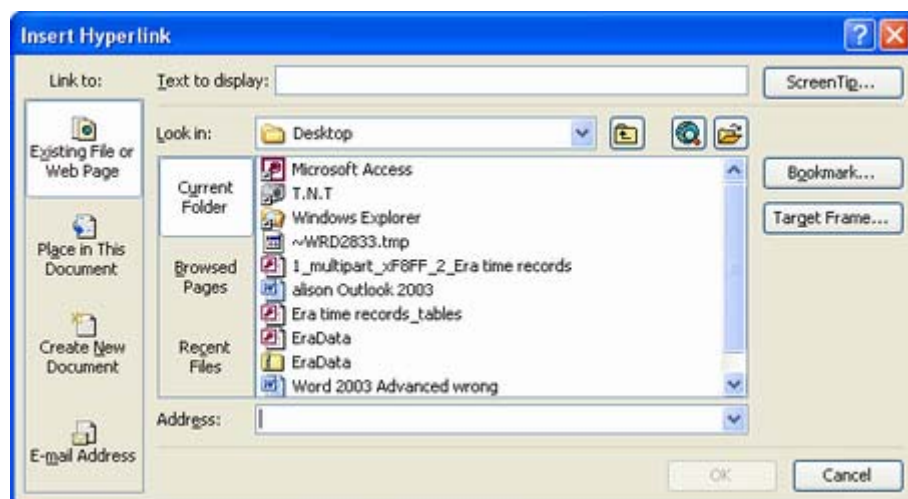 Insert Hyperlink
Link to:
Text to display:
ScreenTip...
Existing File or
Web Page
Look in:
Desktop
Current
Folder
Microsoft Access
T.N.T
Windows Explorer
~WRD2833.tmp
1_multipart_xF8FF_2_Era time records
alison Outlook 2003
Era time records_tables
EraData
EraData
Word 2003 Advanced wrong
Bookmark...
Target Frame...
Place in This
Document
Browsed
Pages
Create New
Document
Recent
Files
E-mail Address
Address:
OK
Cancel